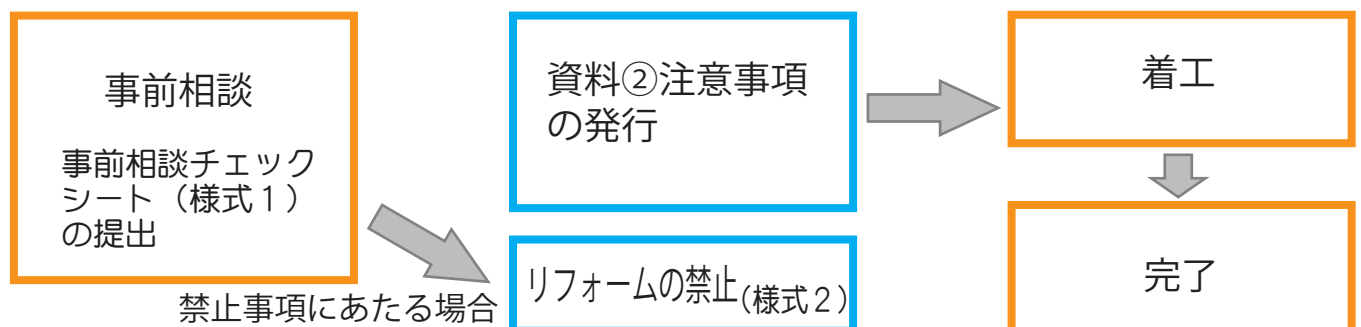 事前相談
事前相談チェック
シート（様式１）
の提出
禁止事項にあたる場合
資料②注意事項
の発行
リフォームの禁止(様式２)
着工
完了